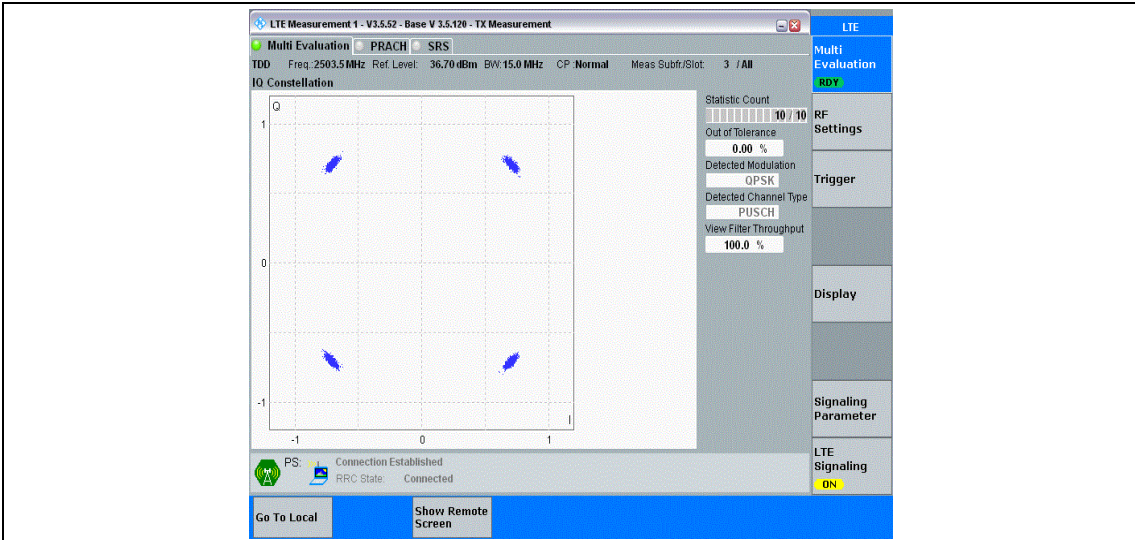 LTE Measurement 1 - V3.5.52 - Base V 3.5.120 - TX Measurement
LTE
Multi Evaluation PRACH SRS
TDD Freq.:2503.5 MHz Ref. Level: 36.70 dBm BW:15.0 MHz CP :Normal Meas Subfr./Slot: 3 / All
IQ Constellation
Q
1
0
-1
-1 0 1
I
Statistic Count
10 / 10
Out of Tolerance
0.00 %
Detected Modulation
QPSK
Detected Channel Type
PUSCH
View Filter Throughput
100.0 %
Multi
Evaluation
RDY
RF
Settings
Trigger
Display
Signaling
Parameter
LTE
Signaling
ON
PS: Connection Established
RRC State: Connected
Go To Local
Show Remote
Screen